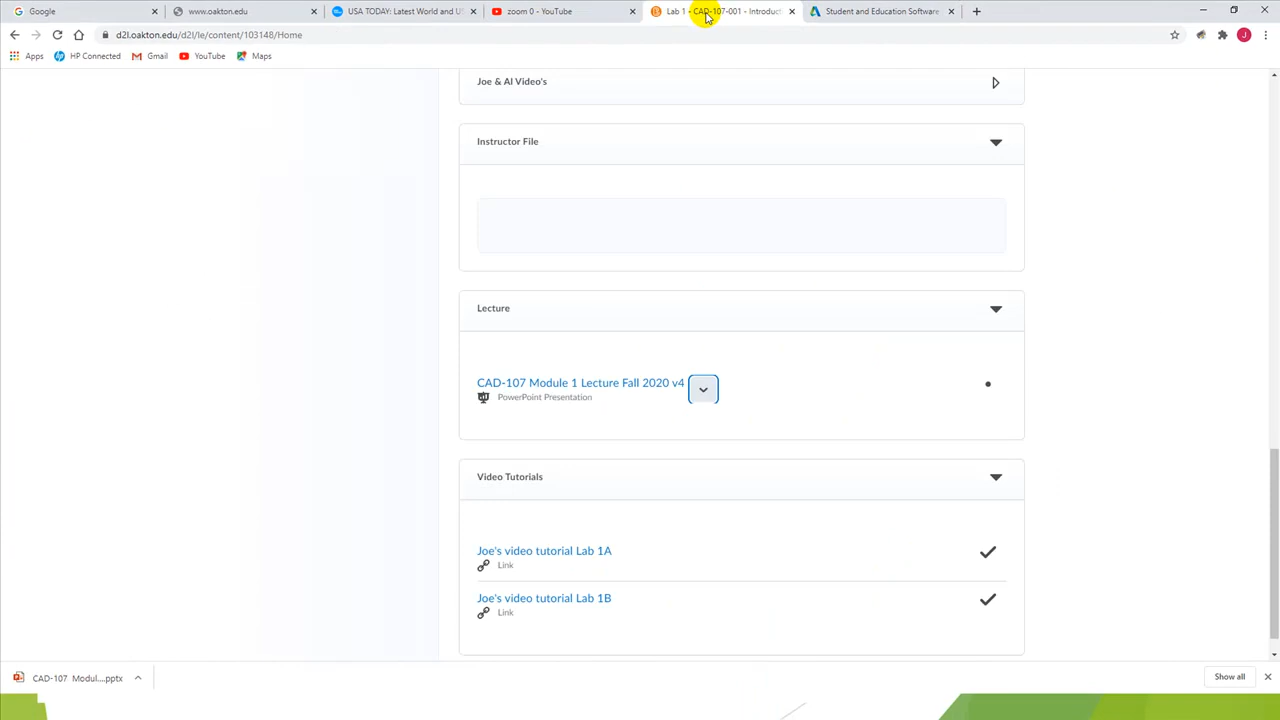 Google
www.oakton.edu
USA TODAY: Latest World and US
zoom 0 - YouTube
Lab 1 - CAD-107-001 - Introduct
Student and Education Software
d2l.oakton.edu/d2l/le/content/103148/Home
J
Apps
HP Connected
Gmail
YouTube
Maps
Joe & AI Video's
Instructor File
Lecture
CAD-107 Module 1 Lecture Fall 2020 v4
PowerPoint Presentation
Video Tutorials
Joe's video tutorial Lab 1A
Link
Joe's video tutorial Lab 1B
Link
CAD-107 Modul....pptx
Show all